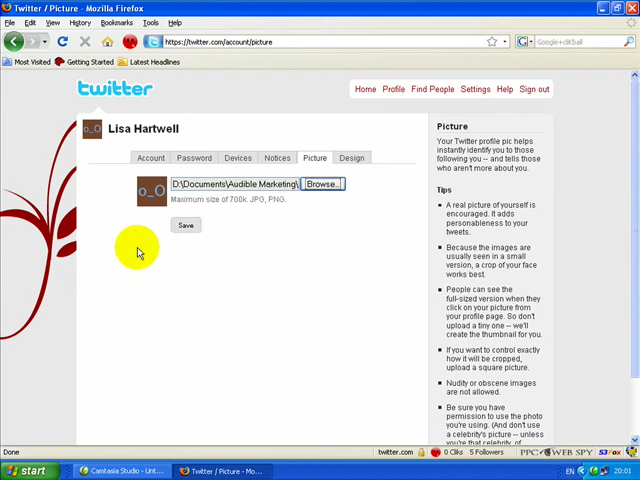 Twitter / Picture - Mozilla Firefox
File Edit View History Bookmarks Tools Help
https://twitter.com/account/picture
Most Visited Getting Started Latest Headlines
twitter
Home Profile Find People Settings Help Sign out
o_O Lisa Hartwell
Account Password Devices Notices Picture Design
o_O D:\Documents\Audible Marketing\ Browse...
Maximum size of 700k. JPG, PNG.
Save
Picture
Your Twitter profile pic helps
instantly identify you to those
following you -- and tells those
who aren't more about you.
Tips
A real picture of yourself is
encouraged. It adds
personableness to your
tweets.
Because the images are
usually seen in a small
version, a crop of your face
works best.
People can see the
full-sized version when they
click on your picture from
your profile page. So don't
upload a tiny one -- we'll
create the thumbnail for you.
If you want to control exactly
how it will be cropped,
upload a square picture.
Nudity or obscene images
are not allowed.
Be sure you have
permission to use the photo
you're using. (And don't use
a celebrity's picture -- unless
Done twitter.com 0 Cliks 5 Followers PPC WEB SPY S3Fox
start Camtasia Studio - Unt... Twitter / Picture - Mo... EN 20:01